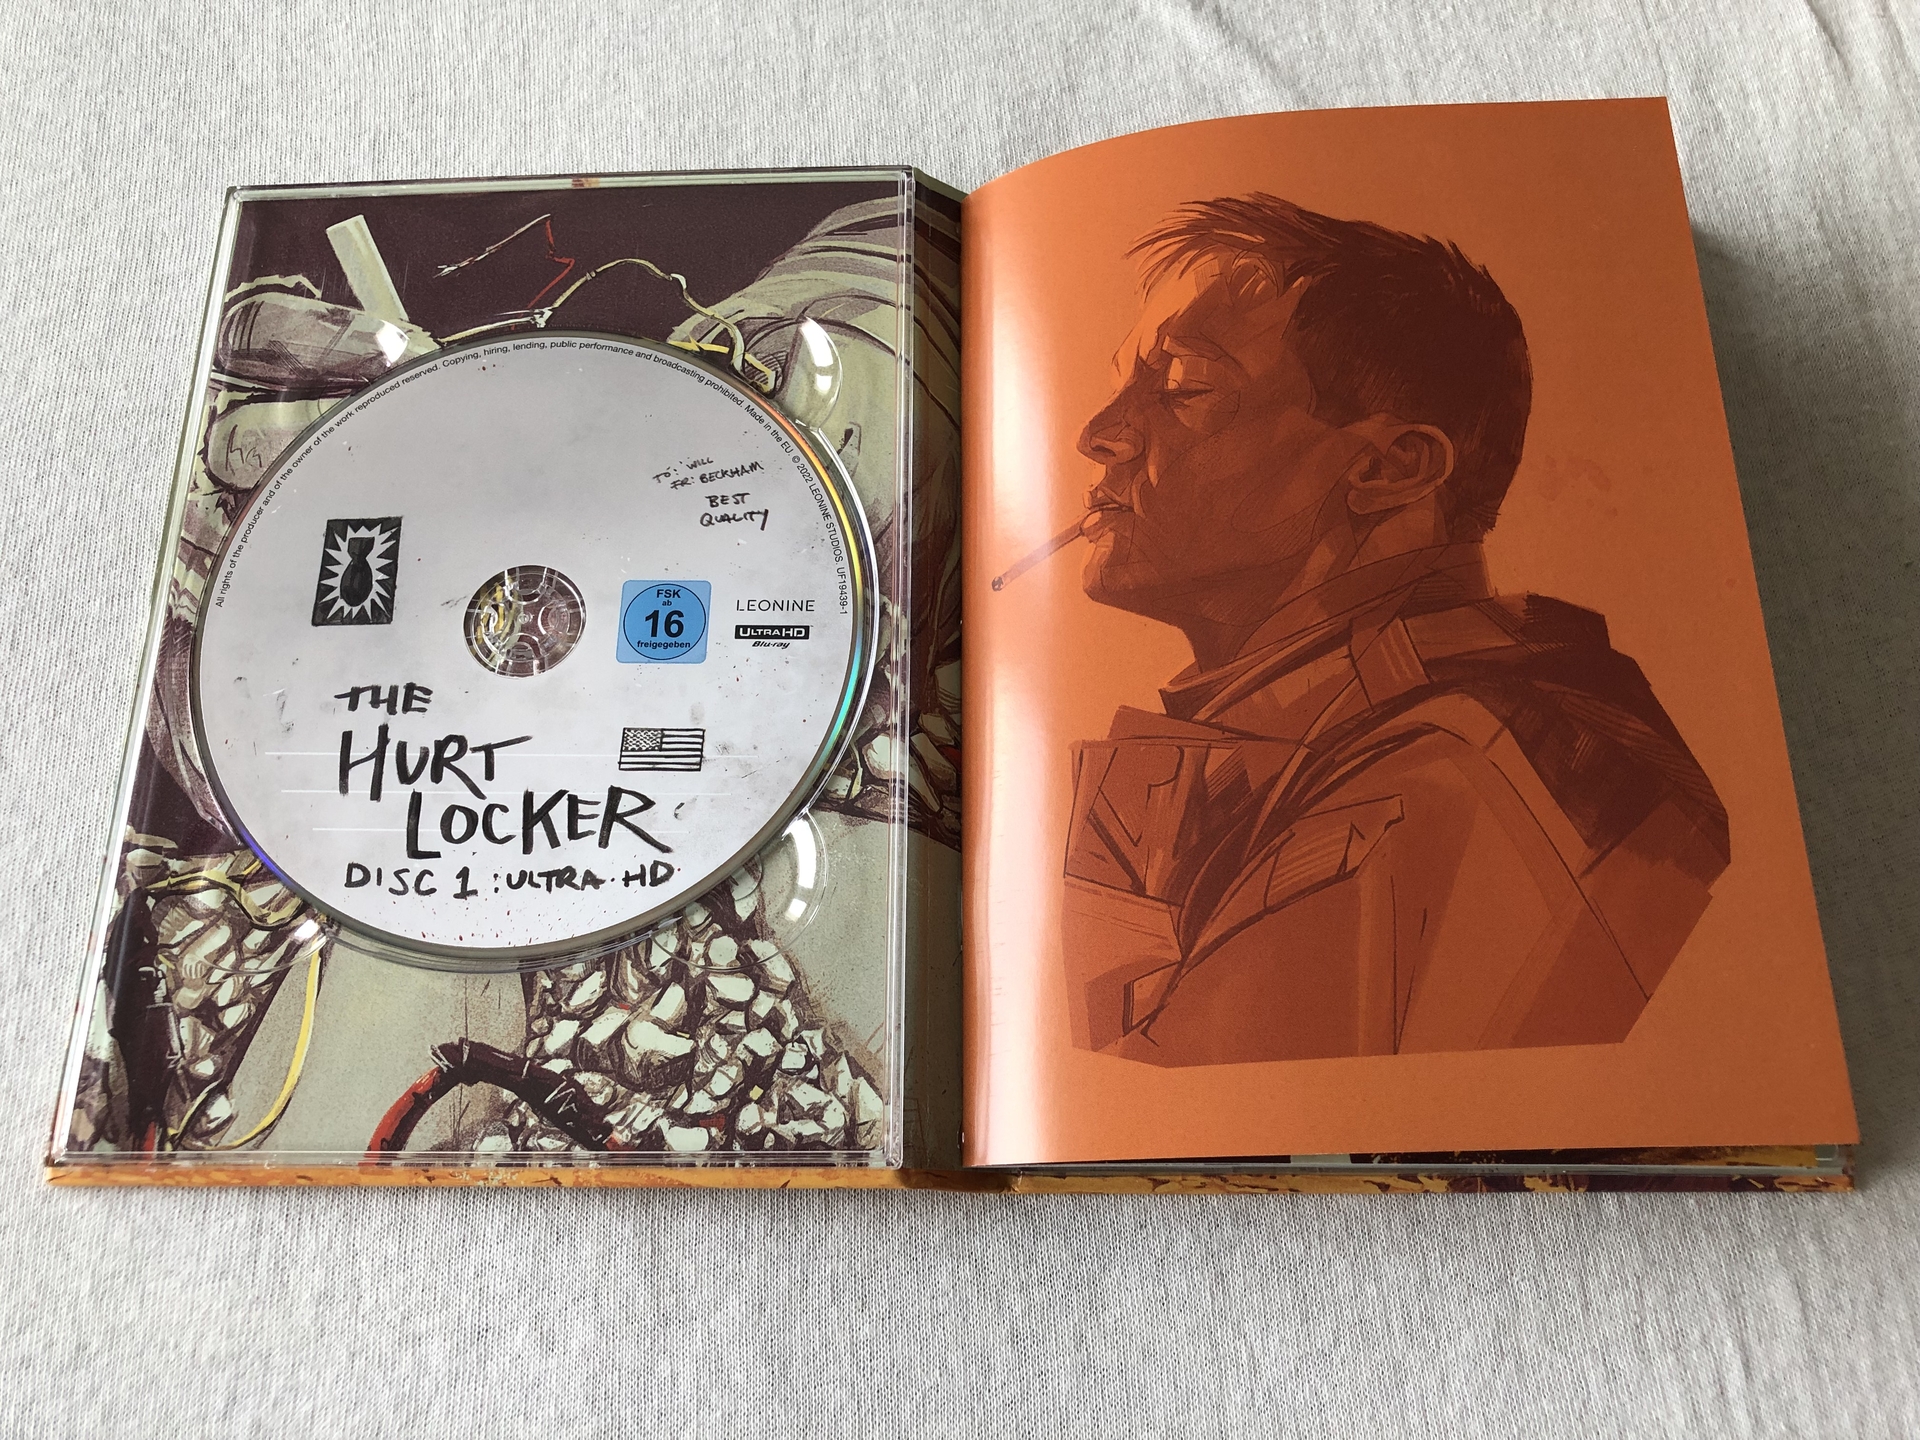 All rights of the producer and of the owner of the work reproduced reserved. Copying, hiring, lending, public performance and broadcasting prohibited. Made in the EU. © 2022 LEONINE STUDIOS. UF19439-1
TO: WILL
FR: BECKHAM
BEST
QUALITY
FSK
ab
16
freigegeben
LEONINE
ULTRA HD
Blu-ray
THE
HURT
LOCKER
DISC 1 : ULTRA·HD